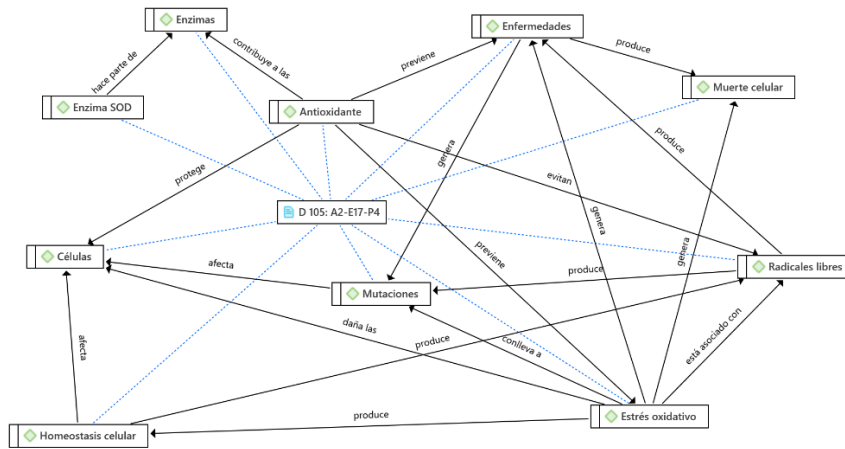 Enzimas
Enfermedades
hace parte de
contribuye a las
previene
produce
Muerte celular
Enzima SOD
Antioxidante
protege
genera
evitan
produce
D 105: A2-E17-P4
Células
afecta
previene
genera
genera
Radicales libres
produce
Mutaciones
daña las
produce
conlleva a
está asociado con
afecta
produce
Estrés oxidativo
Homeostasis celular